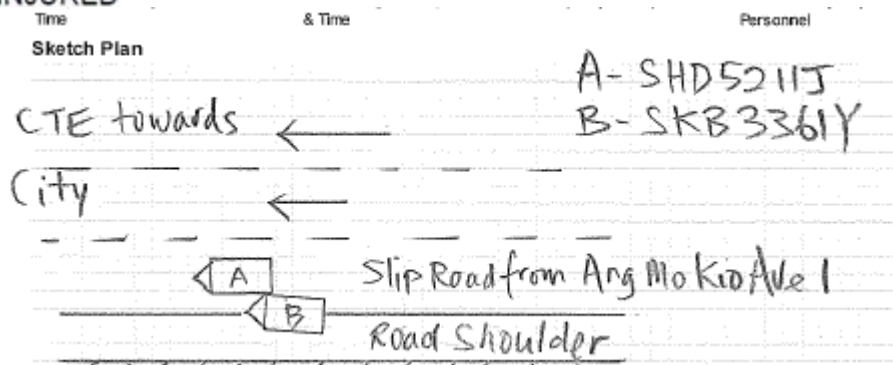 INJURED
Time & Time Personnel
Sketch Plan
A - SHD5211J
CTE towards
B - SKB3361Y
City
A Slip Road from Ang Mo Kio Ave 1
B
Road Shoulder